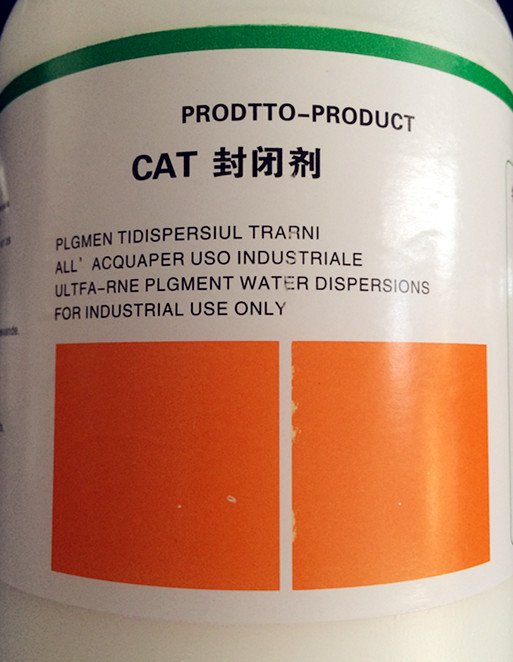 PRODTTO-PRODUCT
CAT 封闭剂
PLGMEN TIDISPERSIUL TRARNI
ALL' ACQUAPER USO INDUSTRIALE
ULTFA-RNE PLGMENT WATER DISPERSIONS
FOR INDUSTRIAL USE ONLY